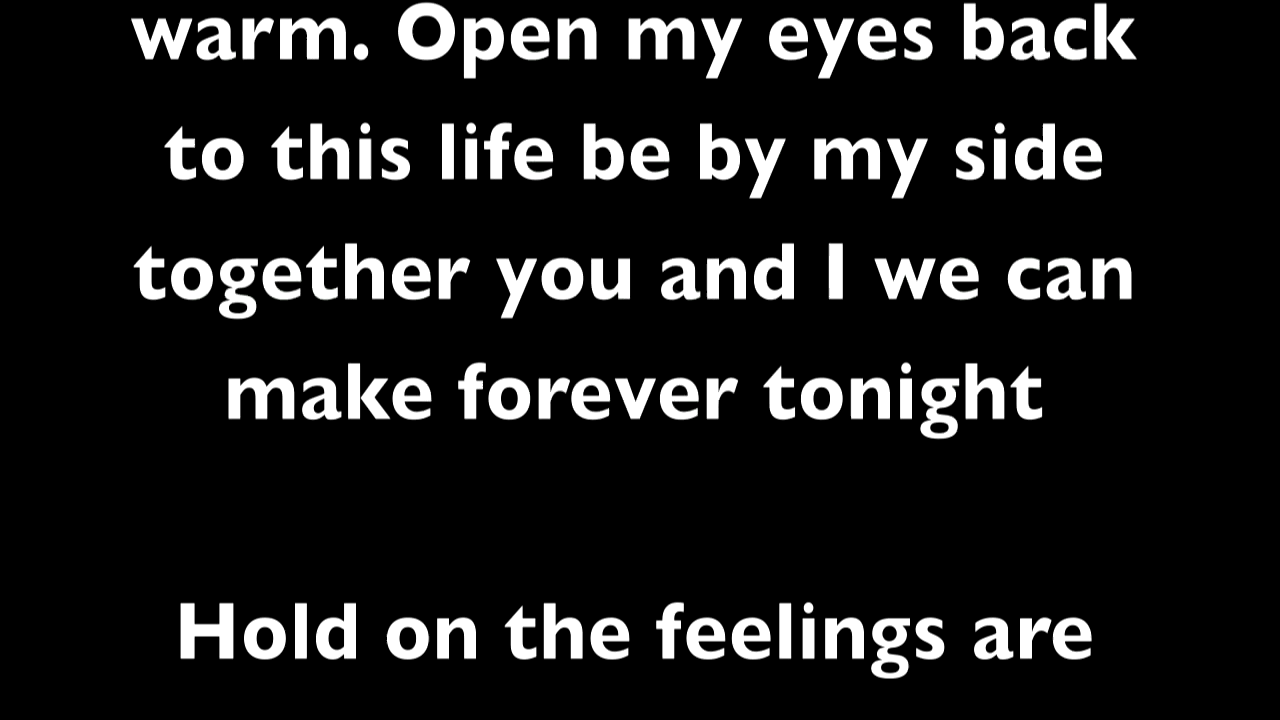 warm. Open my eyes back
to this life be by my side
together you and I we can
make forever tonight
Hold on the feelings are